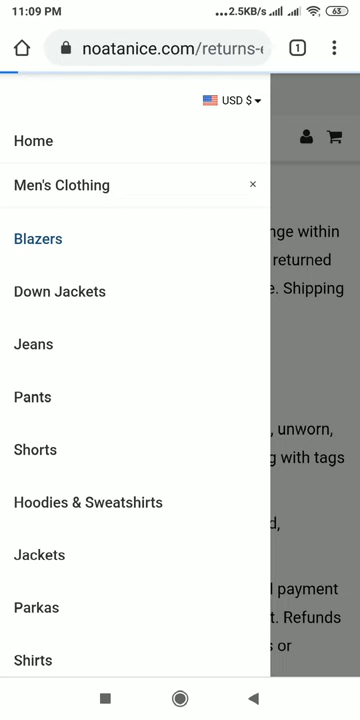 11:09 PM
...2.5KB/s
63
noatanice.com/returns-e
1
USD $
Home
Men's Clothing
×
Blazers
nge within
returned
Down Jackets
e. Shipping
Jeans
Pants
, unworn,
Shorts
g with tags
Hoodies & Sweatshirts
d,
Jackets
l payment
Parkas
t. Refunds
s or
Shirts